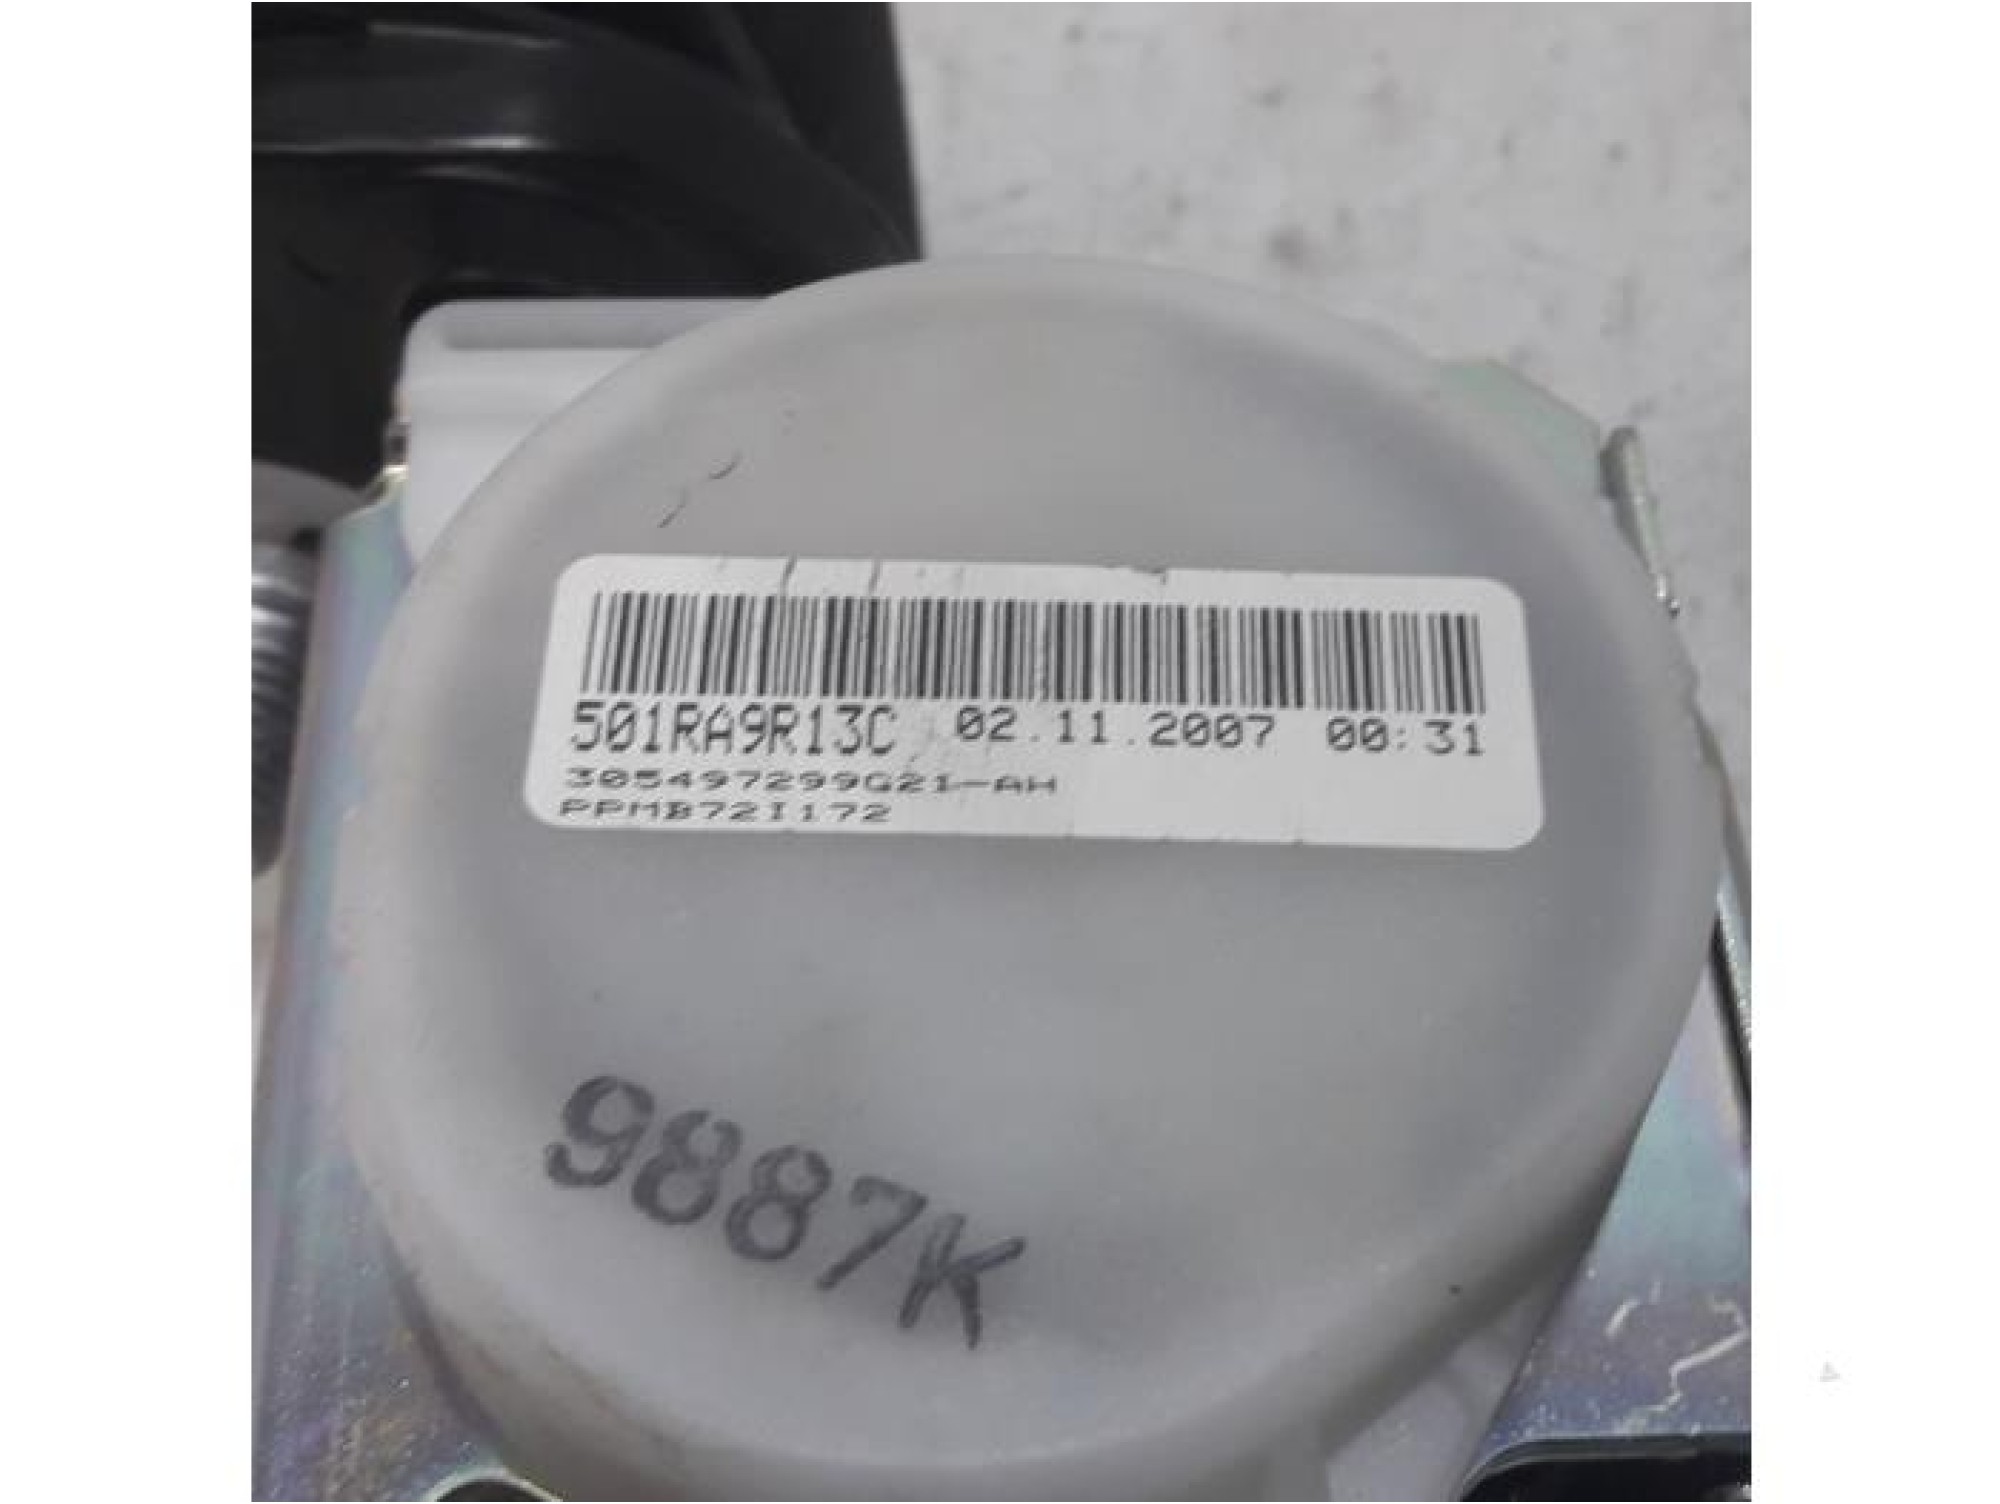 501RA9R13C 02.11.2007 00:31
305497299G21-AH
PPMB72I172
9887K